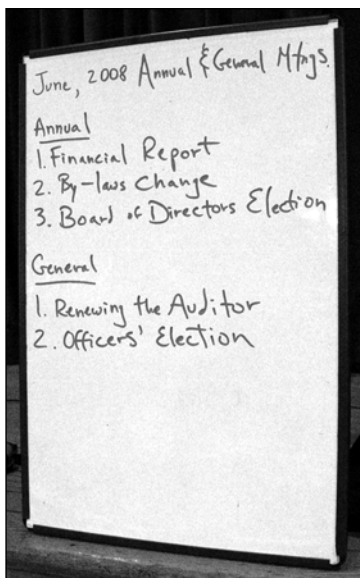 June, 2008 Annual & General Mtngs.
Annual
1. Financial Report
2. By-laws Change
3. Board of Directors Election
General
1. Renewing the Auditor
2. Officers' Election